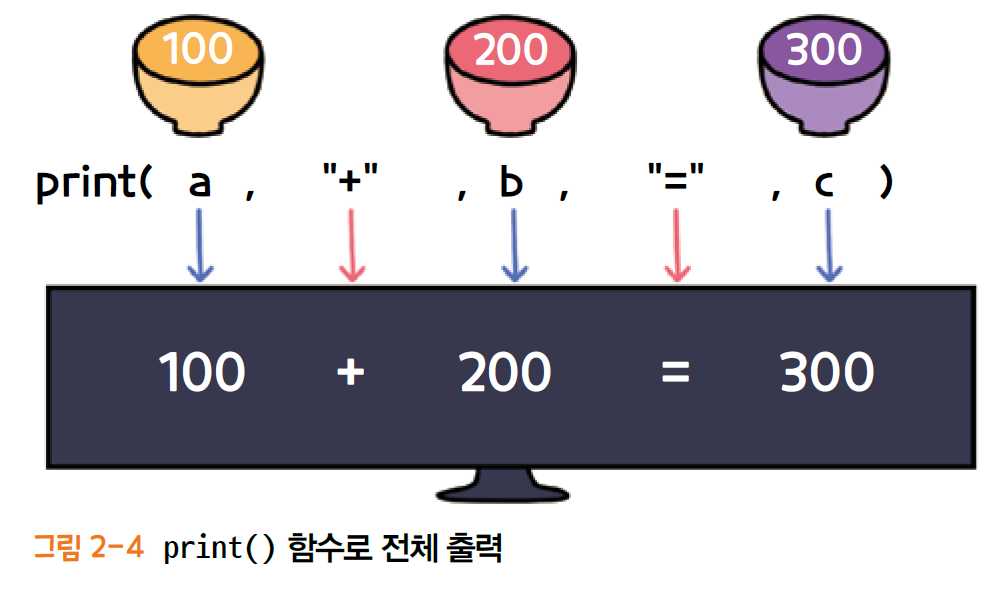 100 200 300
print( a , "+" , b , "=" , c )
100 + 200 = 300
그림 2-4 print() 함수로 전체 출력